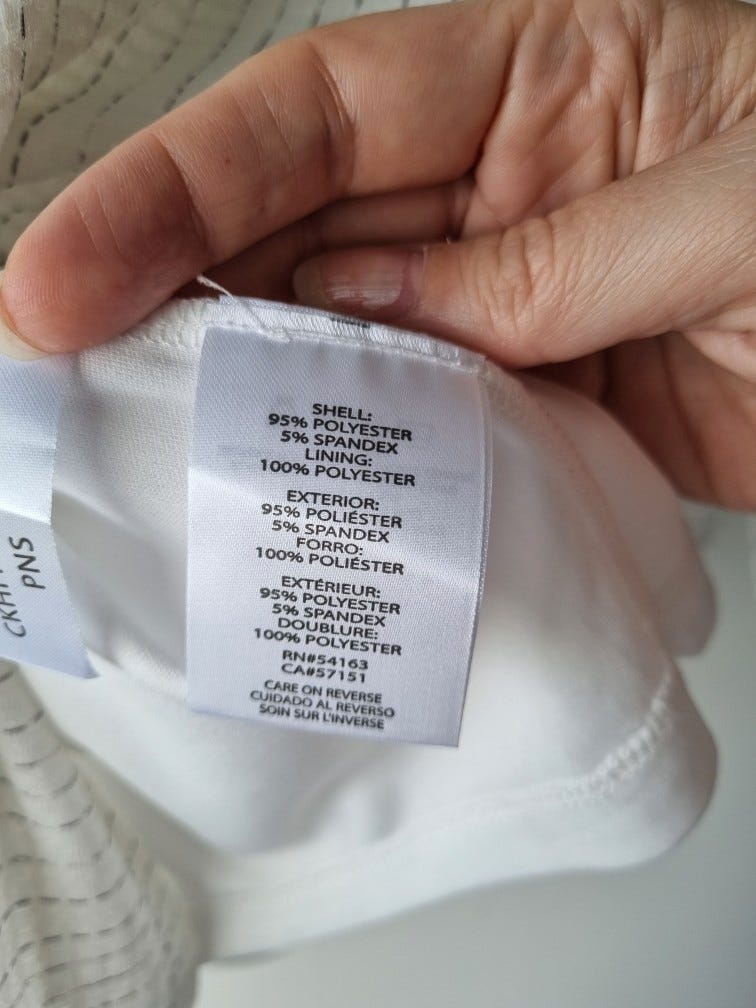 SHELL:
95% POLYESTER
5% SPANDEX
LINING:
100% POLYESTER
EXTERIOR:
95% POLIÉSTER
5% SPANDEX
FORRO:
100% POLIÉSTER
EXTÉRIEUR:
95% POLYESTER
5% SPANDEX
DOUBLURE:
100% POLYESTER
RN#54163
CA#57151
CARE ON REVERSE
CUIDADO AL REVERSO
SOIN SUR L'INVERSE
PNS